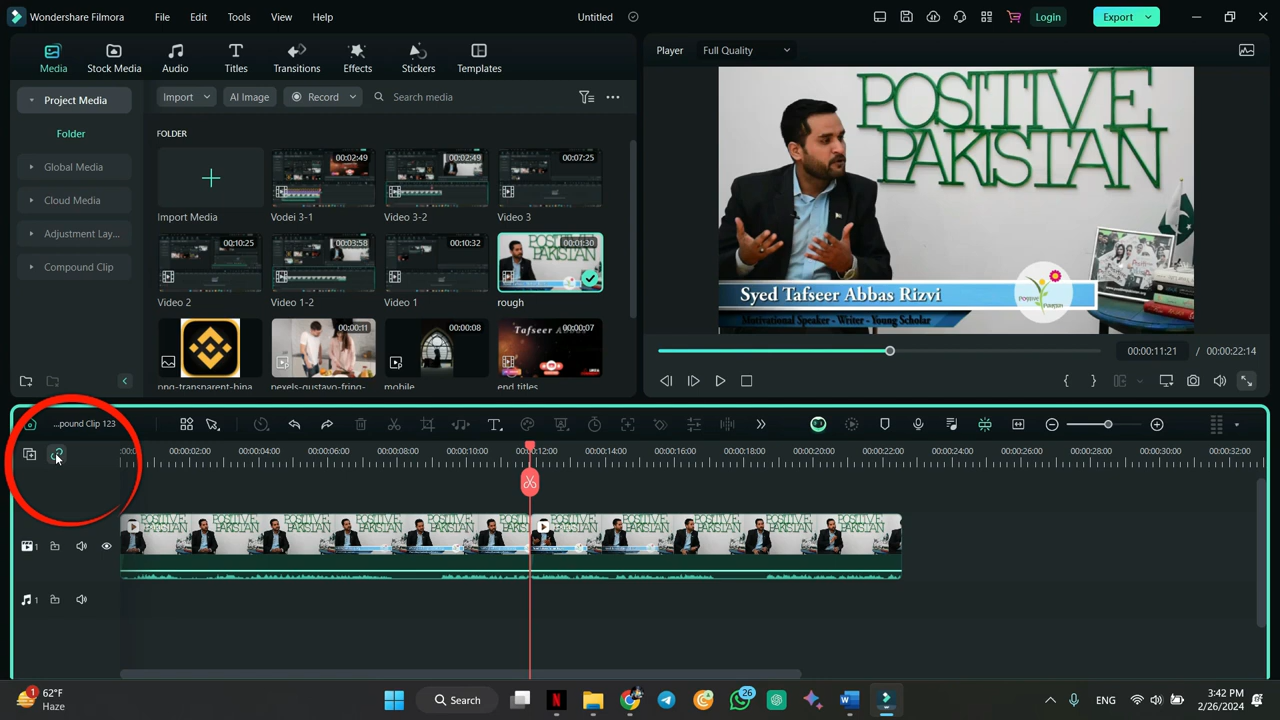 Wondershare Filmora File Edit Tools View Help Untitled Login Export
Media Stock Media Audio Titles Transitions Effects Stickers Templates
Player Full Quality
Project Media
Import AI Image Record Search media
Folder
FOLDER
Global Media
Cloud Media
Adjustment Lay...
Compound Clip
Import Media
00:02:49
Vodei 3-1
00:02:49
Video 3-2
00:07:25
Video 3
00:10:25
Video 2
00:03:58
Video 1-2
00:10:32
Video 1
POSITIVE
00:01:30
rough
png-transparent-bina
00:00:11
pexels-gustavo-fring-
00:00:08
mobile
Tafseer A
00:00:07
end titles
POSITIVE
PAKISTAN
Syed Tafseer Abbas Rizvi
Motivational Speaker - Writer - Young Scholar
Positive Pakistan
00:00:11:21 / 00:00:22:14
...pound Clip 123
:00:00 00:00:02:00 00:00:04:00 00:00:06:00 00:00:08:00 00:00:10:00 00:00:12:00 00:00:14:00 00:00:16:00 00:00:18:00 00:00:20:00 00:00:22:00 00:00:24:00 00:00:26:00 00:00:28:00 00:00:30:00 00:00:32:00
1
1
1
62°F
Haze
Search
26
ENG
3:42 PM
2/26/2024